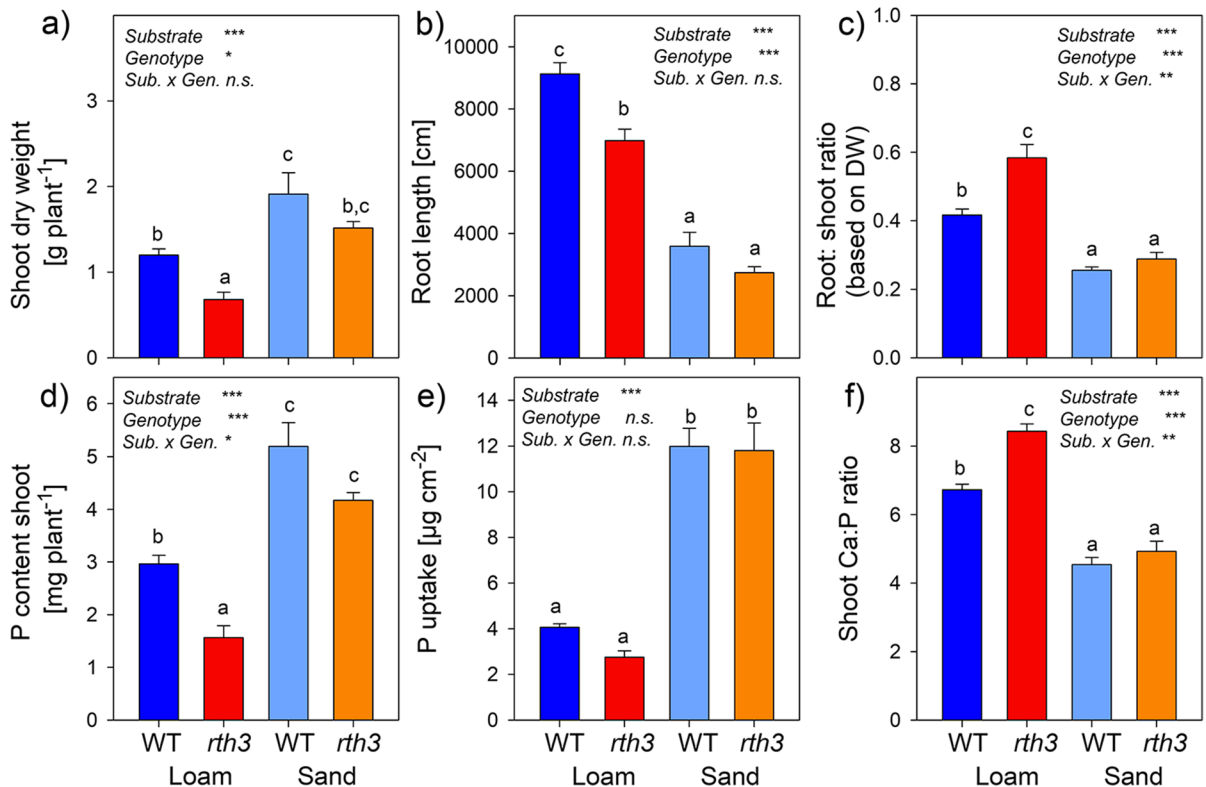 a)
Substrate ***
Genotype *
Sub. x Gen. n.s.
Shoot dry weight
[g plant⁻¹]
3
2
1
0
b
a
c
b,c
b)
Substrate ***
Genotype ***
Sub. x Gen. n.s.
Root length [cm]
10000
8000
6000
4000
2000
0
c
b
a
a
c)
Substrate ***
Genotype ***
Sub. x Gen. **
Root: shoot ratio
(based on DW)
1.0
0.8
0.6
0.4
0.2
0.0
b
c
a
a
d)
Substrate ***
Genotype ***
Sub. x Gen. *
P content shoot
[mg plant⁻¹]
6
5
4
3
2
1
0
b
a
c
c
WT rth3 WT rth3
Loam Sand
e)
Substrate ***
Genotype n.s.
Sub. x Gen. n.s.
P uptake [µg cm⁻²]
14
12
10
8
6
4
2
0
a
a
b
b
WT rth3 WT rth3
Loam Sand
f)
Substrate ***
Genotype ***
Sub. x Gen. **
Shoot Ca:P ratio
8
6
4
2
0
b
c
a
a
WT rth3 WT rth3
Loam Sand